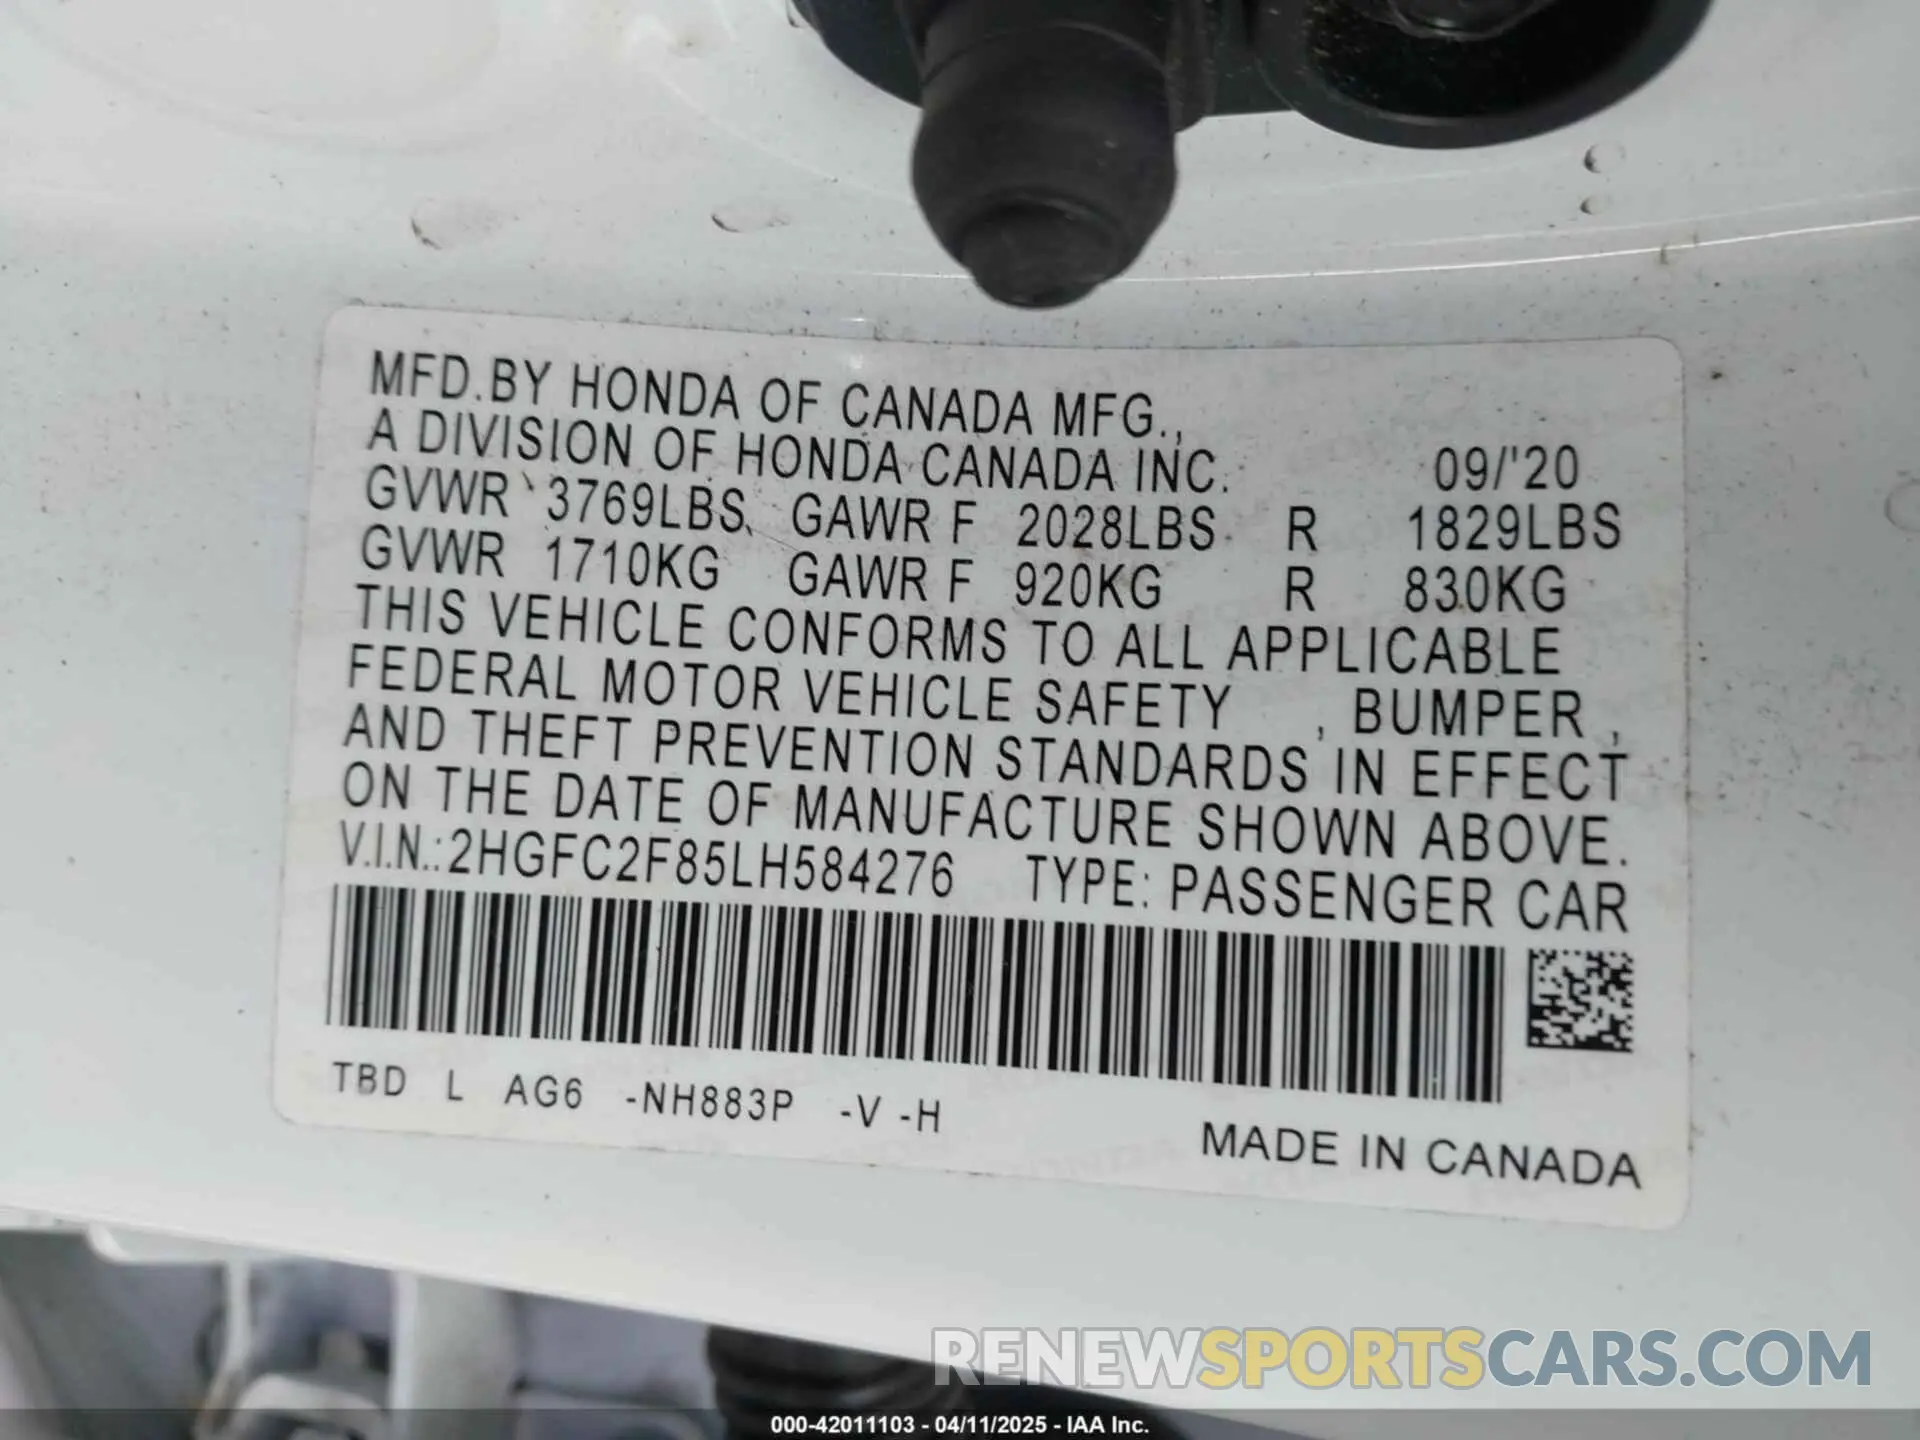 MFD.BY HONDA OF CANADA MFG.,
A DIVISION OF HONDA CANADA INC. 09/'20
GVWR 3769LBS GAWR F 2028LBS R 1829LBS
GVWR 1710KG GAWR F 920KG R 830KG
THIS VEHICLE CONFORMS TO ALL APPLICABLE
FEDERAL MOTOR VEHICLE SAFETY , BUMPER ,
AND THEFT PREVENTION STANDARDS IN EFFECT
ON THE DATE OF MANUFACTURE SHOWN ABOVE.
V.I.N.:2HGFC2F85LH584276 TYPE: PASSENGER CAR
TBD L AG6 -NH883P -V -H
MADE IN CANADA
RENEWSPORTSCARS.COM
000-42011103 - 04/11/2025 - IAA Inc.